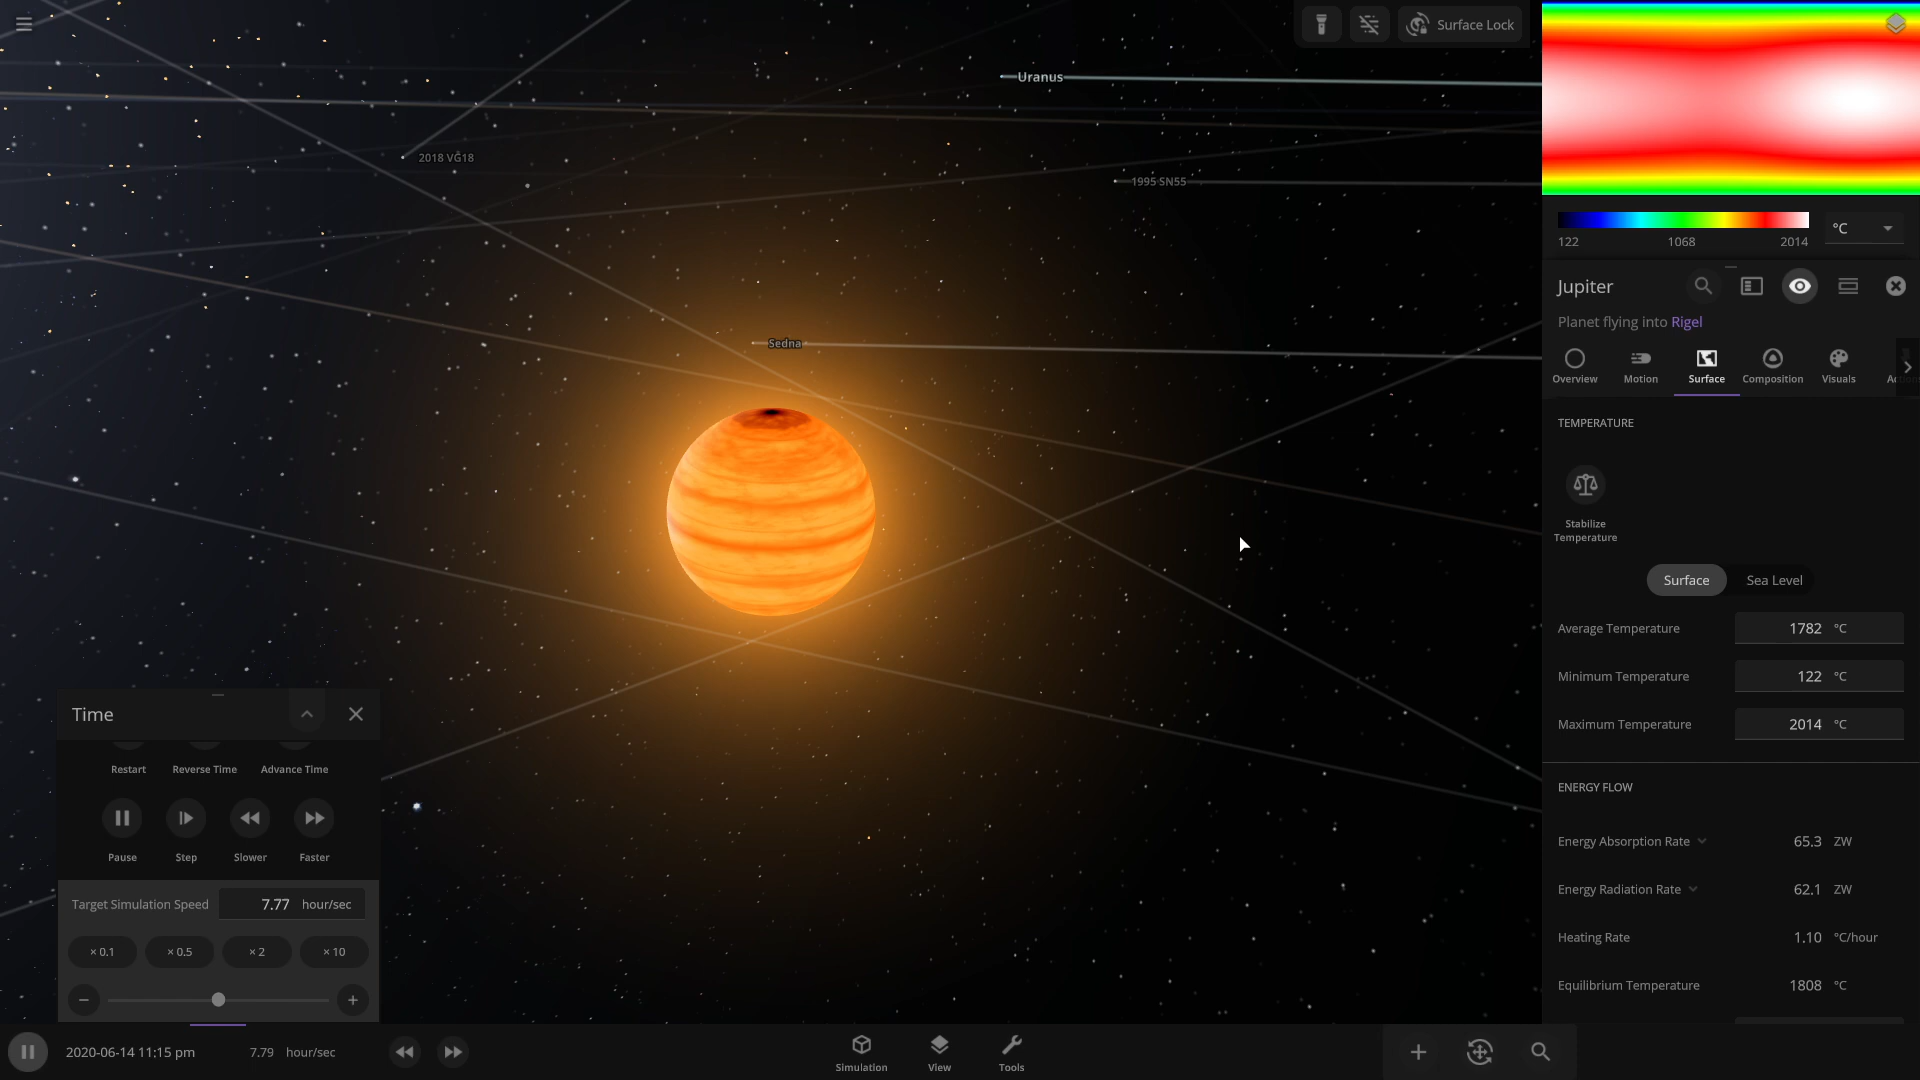 Surface Lock
Uranus
2018 VG18
1995 SN55
Sedna
122 1068 2014
°C
Jupiter
Planet flying into Rigel
Overview Motion Surface Composition Visuals
TEMPERATURE
Stabilize
Temperature
Surface Sea Level
Average Temperature 1782 °C
Minimum Temperature 122 °C
Maximum Temperature 2014 °C
ENERGY FLOW
Energy Absorption Rate 65.3 ZW
Energy Radiation Rate 62.1 ZW
Heating Rate 1.10 °C/hour
Equilibrium Temperature 1808 °C
Time
Restart Reverse Time Advance Time
Pause Step Slower Faster
Target Simulation Speed 7.77 hour/sec
× 0.1 × 0.5 × 2 × 10
2020-06-14 11:15 pm 7.79 hour/sec
Simulation View Tools